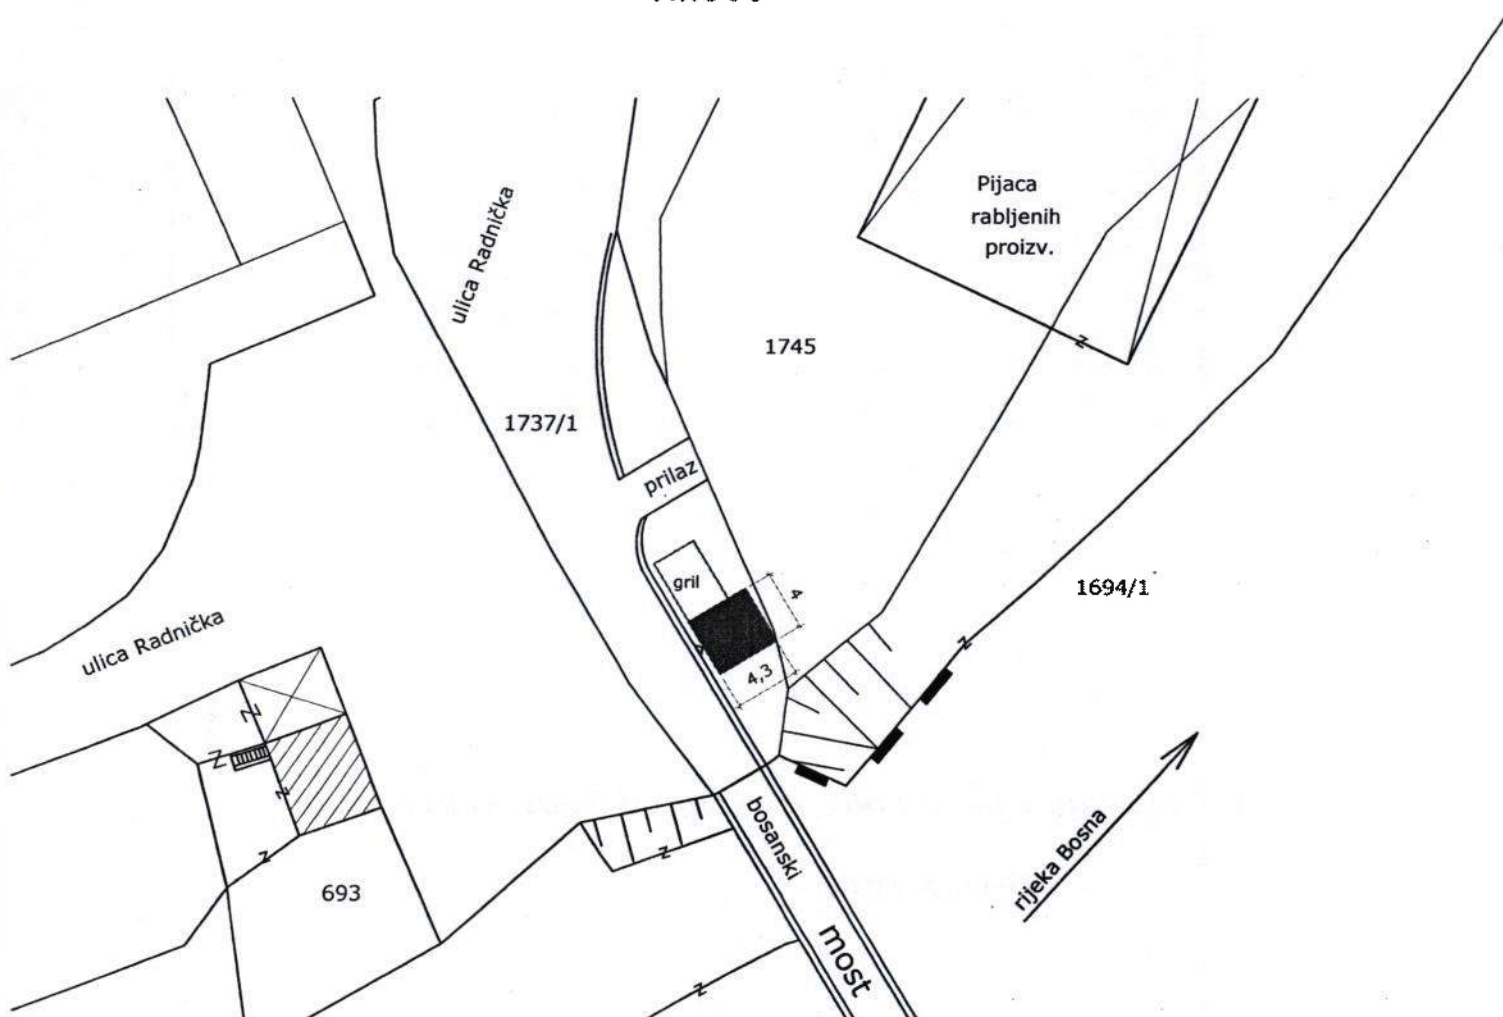 ulica Radnička
Pijaca
rabljenih
proizv.
1745
1737/1
prilaz
gril
4
4,3
1694/1
z
z
ulica Radnička
z
z
z
z
693
z
bosanski
most
z
rijeka Bosna